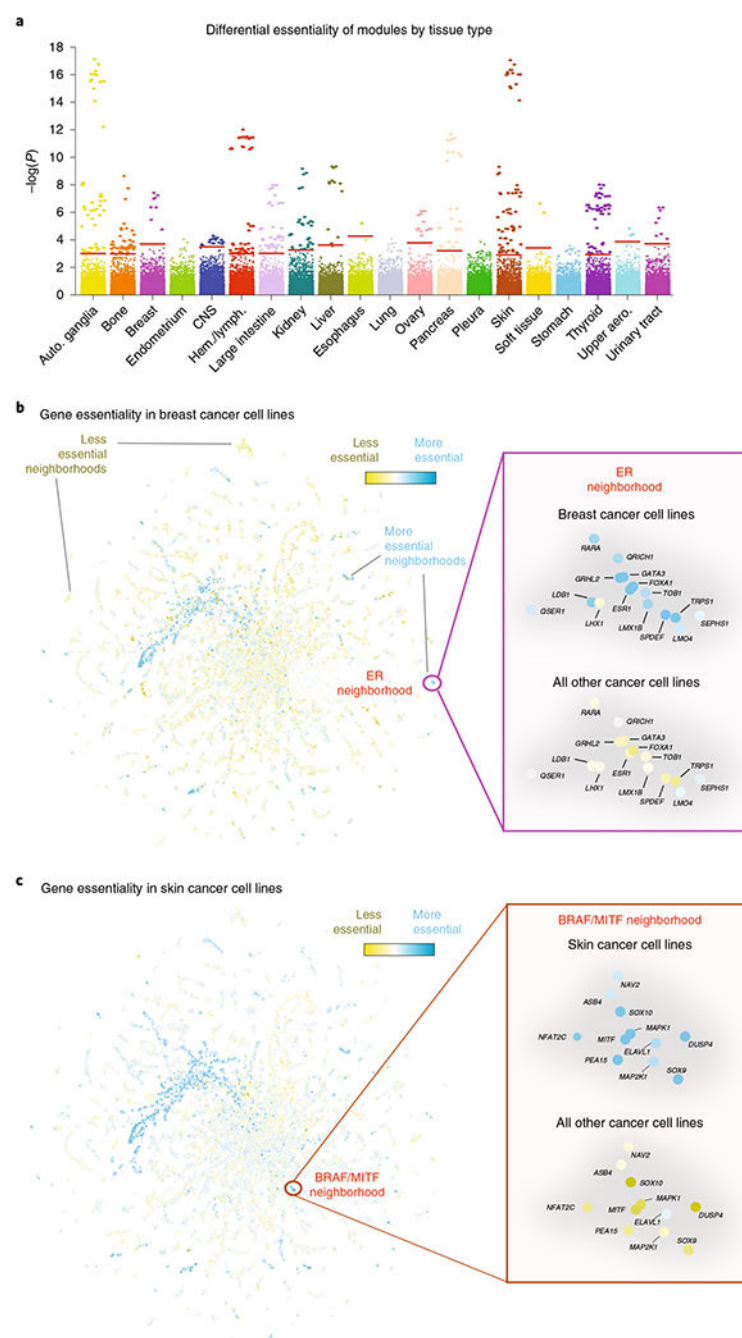 a
Differential essentiality of modules by tissue type
18
16
14
12
10
8
6
4
2
0
–log(P)
Auto. ganglia
Bone
Breast
Endometrium
CNS
Hem./lymph.
Large intestine
Kidney
Liver
Esophagus
Lung
Ovary
Pancreas
Pleura
Skin
Soft tissue
Stomach
Thyroid
Upper aero.
Urinary tract
b Gene essentiality in breast cancer cell lines
Less
essential
neighborhoods
Less
essential
More
essential
More
essential
neighborhoods
ER
neighborhood
ER
neighborhood
Breast cancer cell lines
RARA
QRICH1
GRHL2
GATA3
FOXA1
LDB1
TOB1
QSER1
ESR1
TRPS1
LHX1
LMX1B
SEPHS1
SPDEF
LMO4
All other cancer cell lines
RARA
QRICH1
GRHL2
GATA3
FOXA1
LDB1
TOB1
QSER1
ESR1
TRPS1
LHX1
LMX1B
SEPHS1
SPDEF
LMO4
c Gene essentiality in skin cancer cell lines
Less
essential
More
essential
BRAF/MITF
neighborhood
BRAF/MITF neighborhood
Skin cancer cell lines
NAV2
ASB4
SOX10
NFAT2C
MITF
MAPK1
DUSP4
ELAVL1
PEA15
MAP2K1
SOX9
All other cancer cell lines
NAV2
ASB4
SOX10
NFAT2C
MITF
MAPK1
DUSP4
ELAVL1
PEA15
MAP2K1
SOX9